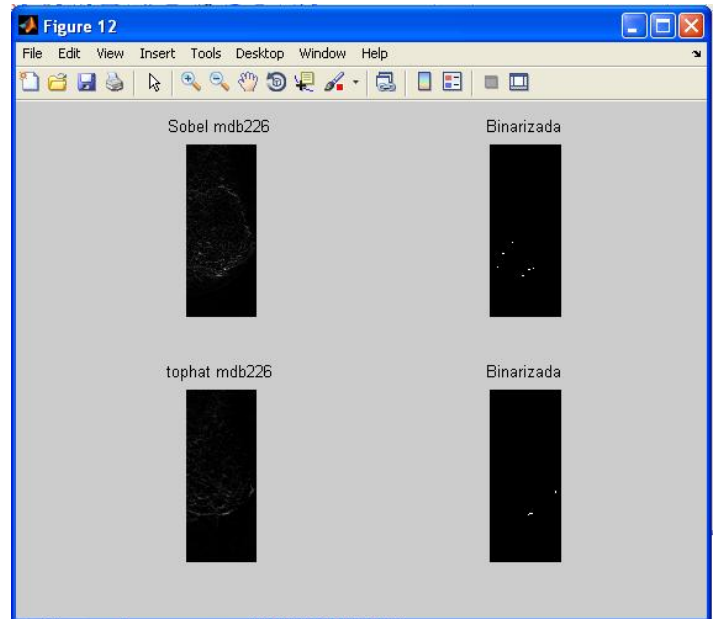 Figure 12
File Edit View Insert Tools Desktop Window Help
Sobel mdb226
Binarizada
tophat mdb226
Binarizada